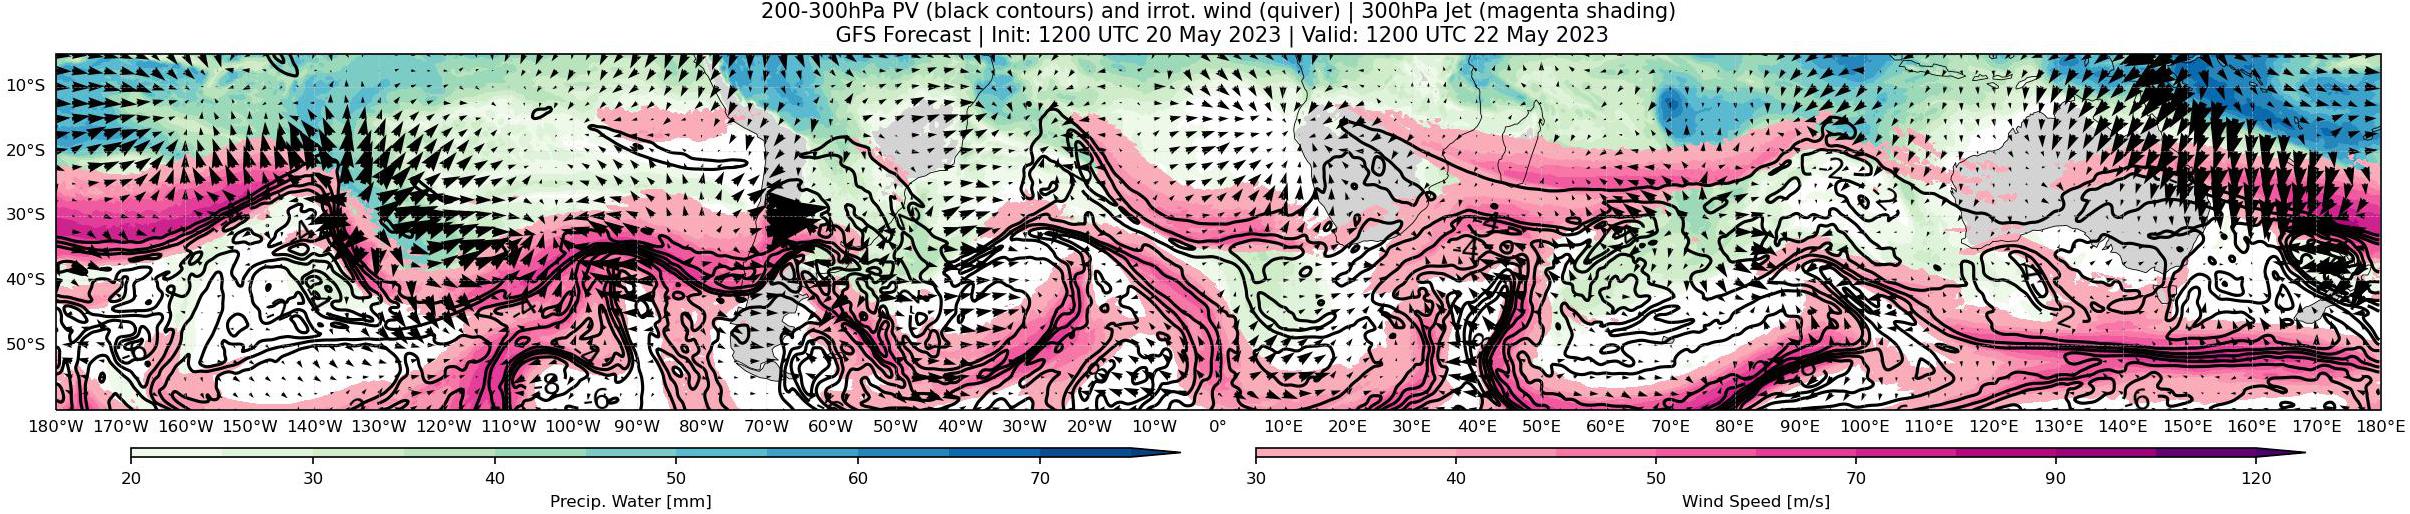 200-300hPa PV (black contours) and irrot. wind (quiver) | 300hPa Jet (magenta shading)
GFS Forecast | Init: 1200 UTC 20 May 2023 | Valid: 1200 UTC 22 May 2023
10°S
20°S
30°S
40°S
50°S
180°W 170°W 160°W 150°W 140°W 130°W 120°W 110°W 100°W 90°W 80°W 70°W 60°W 50°W 40°W 30°W 20°W 10°W 0° 10°E 20°E 30°E 40°E 50°E 60°E 70°E 80°E 90°E 100°E 110°E 120°E 130°E 140°E 150°E 160°E 170°E 180°E
20 30 40 50 60 70
Precip. Water [mm]
30 40 50 70 90 120
Wind Speed [m/s]